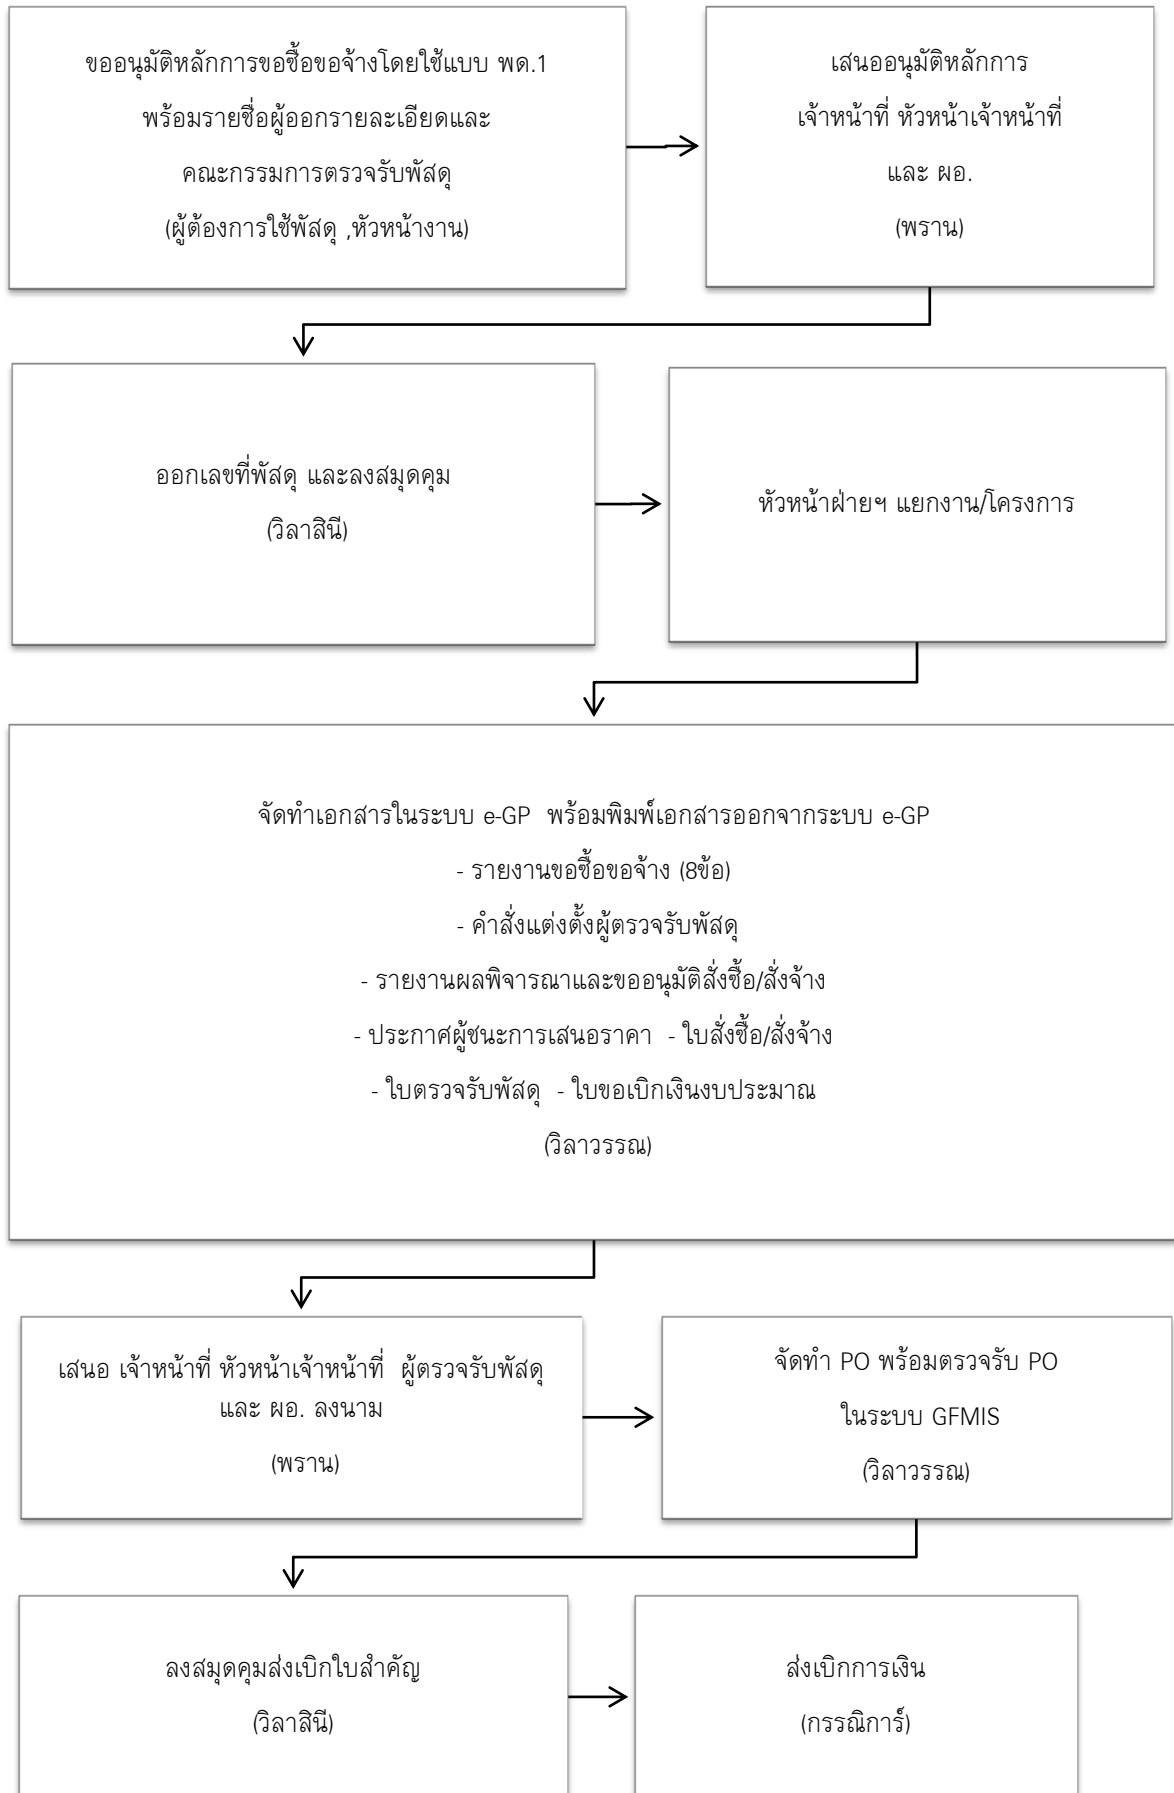 ขออนุมัติหลักการขอซื้อขอจ้างโดยใช้แบบ พด.1
พร้อมรายชื่อผู้ออกรายละเอียดและ
คณะกรรมการตรวจรับพัสดุ
(ผู้ต้องการใช้พัสดุ ,หัวหน้างาน)
เสนออนุมัติหลักการ
เจ้าหน้าที่ หัวหน้าเจ้าหน้าที่
และ ผอ.
(พราน)
ออกเลขที่พัสดุ และลงสมุดคุม
(วิลาสินี)
หัวหน้าฝ่ายฯ แยกงาน/โครงการ
จัดทำเอกสารในระบบ e-GP พร้อมพิมพ์เอกสารออกจากระบบ e-GP
- รายงานขอซื้อขอจ้าง (8ข้อ)
- คำสั่งแต่งตั้งผู้ตรวจรับพัสดุ
- รายงานผลพิจารณาและขออนุมัติสั่งซื้อ/สั่งจ้าง
- ประกาศผู้ชนะการเสนอราคา - ใบสั่งซื้อ/สั่งจ้าง
- ใบตรวจรับพัสดุ - ใบขอเบิกเงินงบประมาณ
(วิลาวรรณ)
เสนอ เจ้าหน้าที่ หัวหน้าเจ้าหน้าที่ ผู้ตรวจรับพัสดุ
และ ผอ. ลงนาม
(พราน)
จัดทำ PO พร้อมตรวจรับ PO
ในระบบ GFMIS
(วิลาวรรณ)
ลงสมุดคุมส่งเบิกใบสำคัญ
(วิลาสินี)
ส่งเบิกการเงิน
(กรรณิการ์)